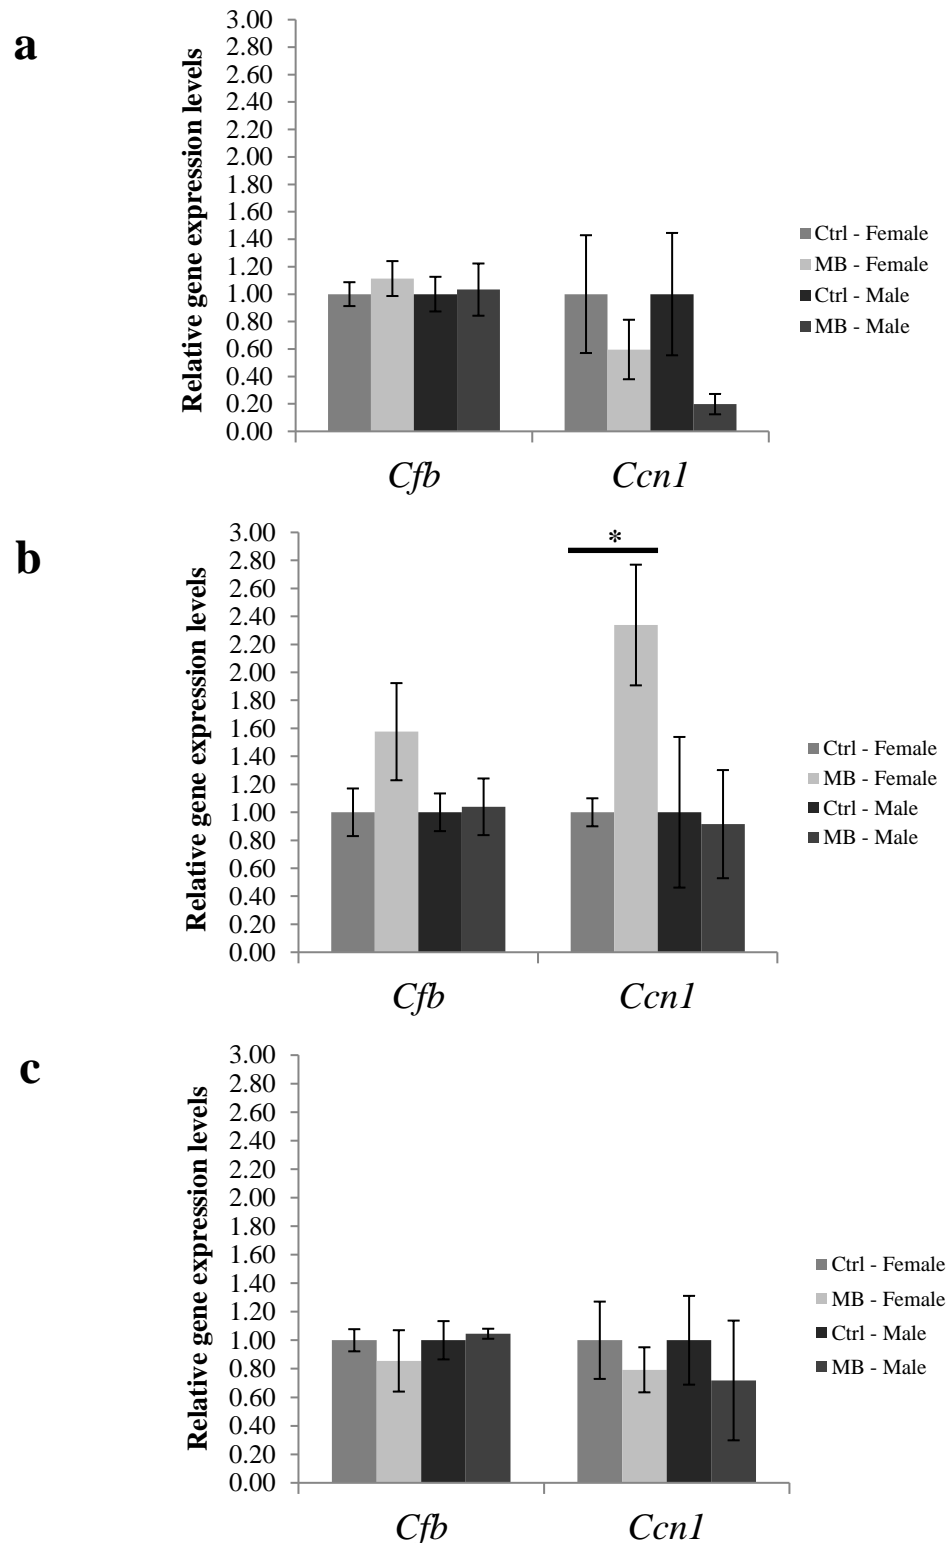 a
Relative gene expression levels
3.00
2.80
2.60
2.40
2.20
2.00
1.80
1.60
1.40
1.20
1.00
0.80
0.60
0.40
0.20
0.00
Cfb
Ccn1
Ctrl - Female
MB - Female
Ctrl - Male
MB - Male
b
Relative gene expression levels
3.00
2.80
2.60
2.40
2.20
2.00
1.80
1.60
1.40
1.20
1.00
0.80
0.60
0.40
0.20
0.00
*
Cfb
Ccn1
Ctrl - Female
MB - Female
Ctrl - Male
MB - Male
c
Relative gene expression levels
3.00
2.80
2.60
2.40
2.20
2.00
1.80
1.60
1.40
1.20
1.00
0.80
0.60
0.40
0.20
0.00
Cfb
Ccn1
Ctrl - Female
MB - Female
Ctrl - Male
MB - Male